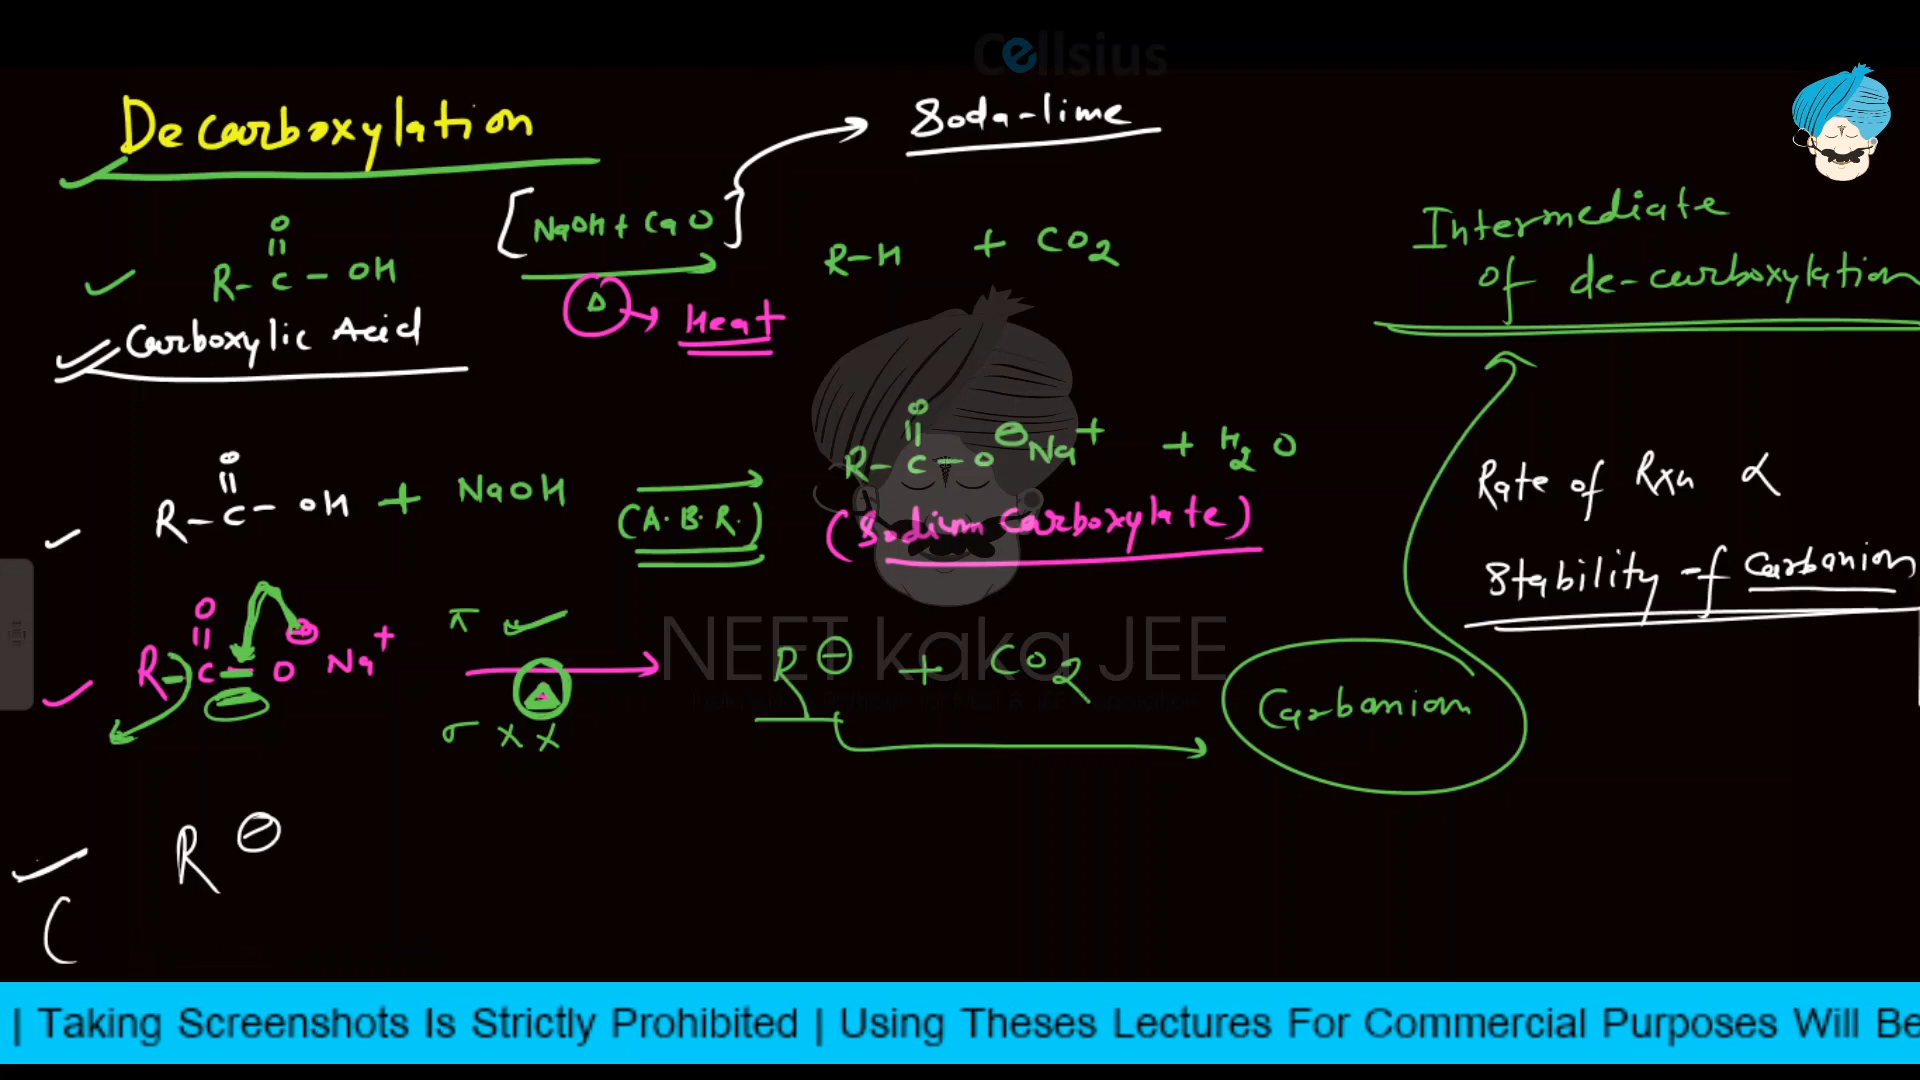 Cellsius
Decarboxylation
Soda-lime
[NaOH + CaO]
O
||
R-C-OH
Δ → Heat
R-H + CO2
Carboxylic Acid
Intermediate
of de-carboxylation
O
||
R-C-OH + NaOH
(A.B.R.)
O
||
R-C-O⊖Na+ + H2O
(Sodium Carboxylate)
Rate of Rxn ∝
Stability of Carbanion
O
||
R-C-O⊖ Na+
π ✓
Δ
σ X X
R⊖ + CO2
Carbanion
NEET kaka JEE
R⊖
(
| Taking Screenshots Is Strictly Prohibited | Using Theses Lectures For Commercial Purposes Will Be